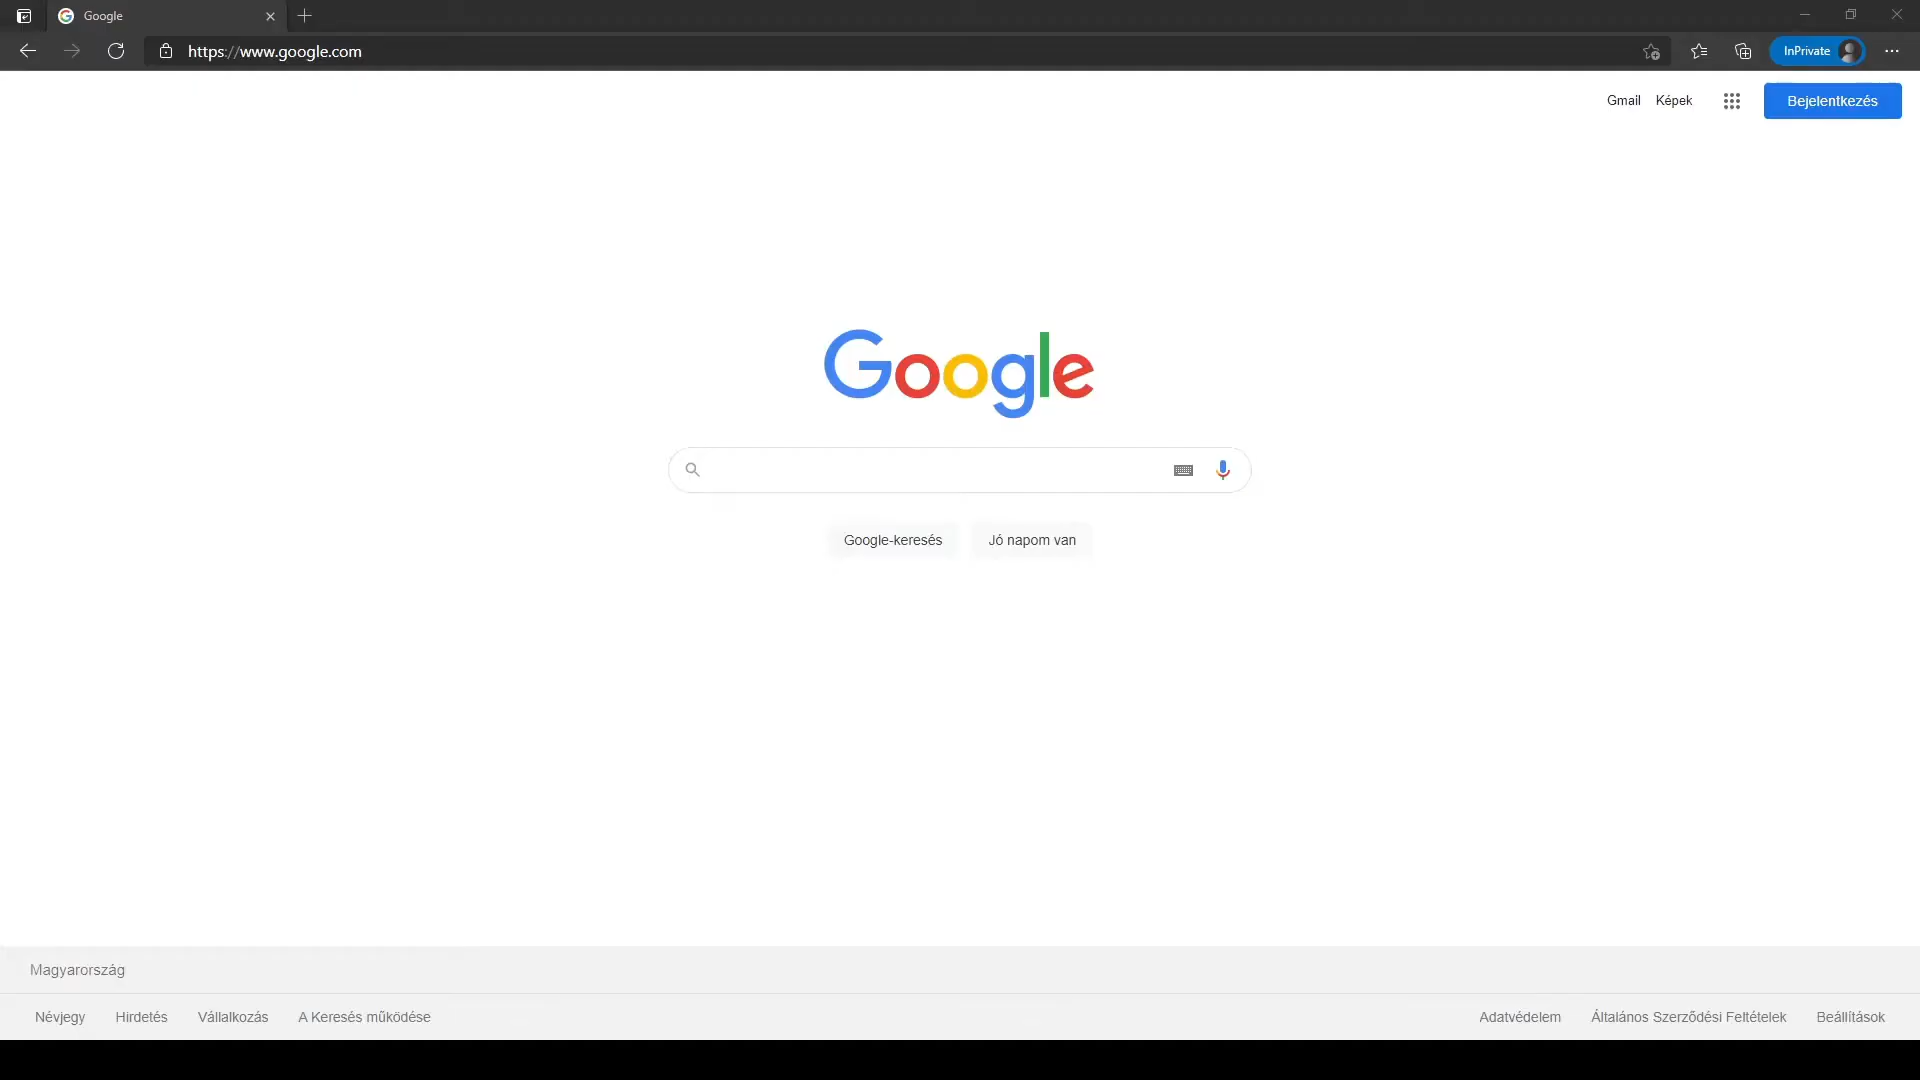 Google
https://www.google.com
InPrivate
Gmail Képek Bejelentkezés
Google
Google-keresés Jó napom van
Magyarország
Névjegy Hirdetés Vállalkozás A Keresés működése Adatvédelem Általános Szerződési Feltételek Beállítások